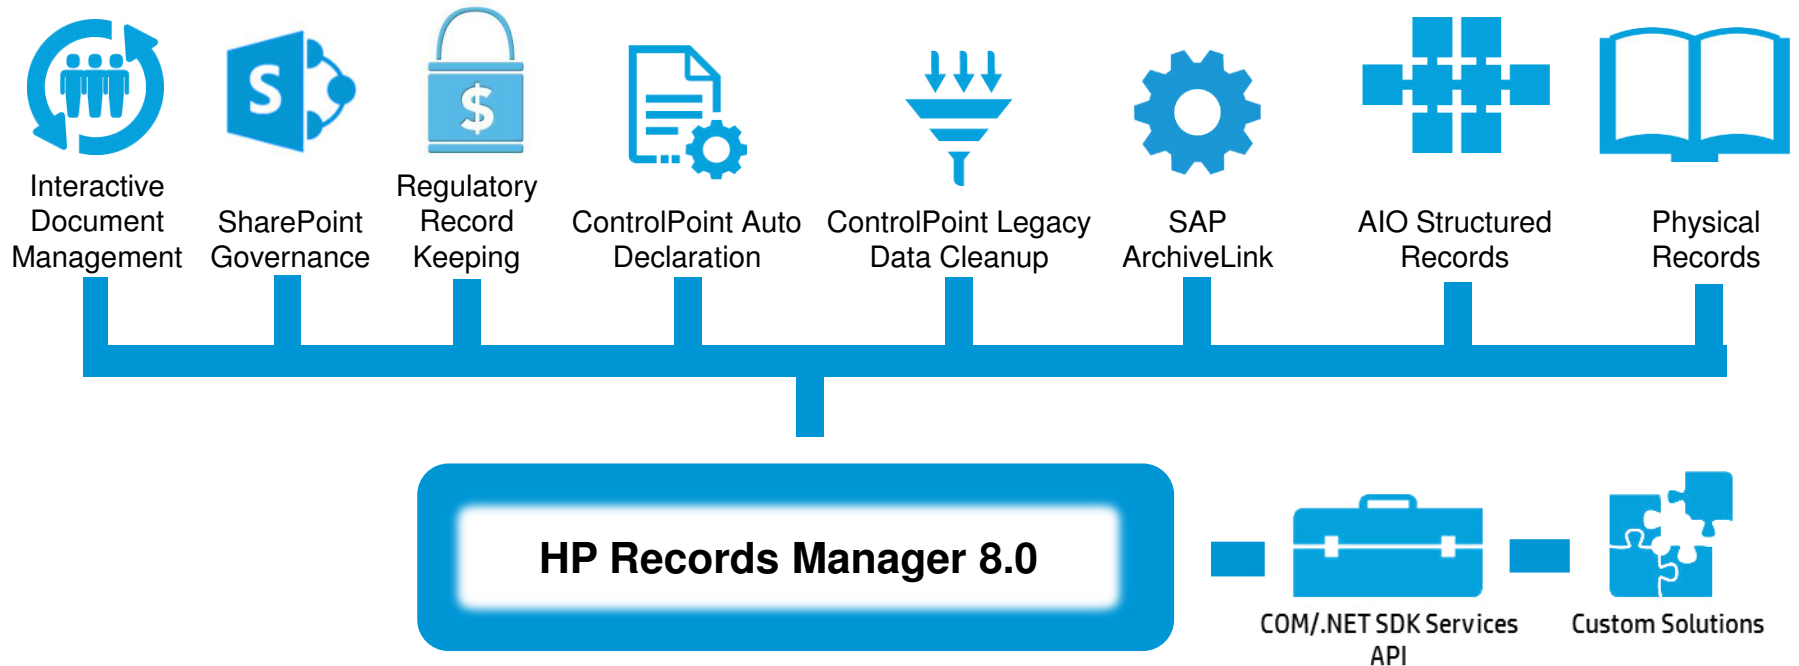 S
$
Interactive
Document
Management
SharePoint
Governance
Regulatory
Record
Keeping
ControlPoint Auto
Declaration
ControlPoint Legacy
Data Cleanup
SAP
ArchiveLink
AIO Structured
Records
Physical
Records
HP Records Manager 8.0
COM/.NET SDK Services
API
Custom Solutions